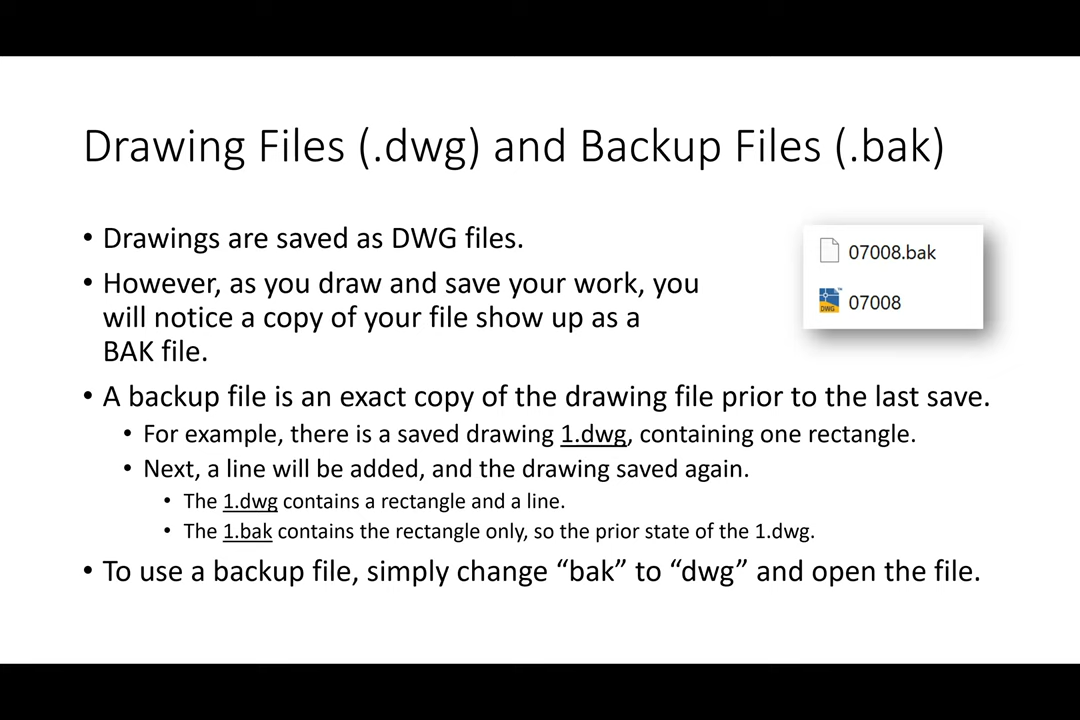 Drawing Files (.dwg) and Backup Files (.bak)
• Drawings are saved as DWG files.
• However, as you draw and save your work, you
will notice a copy of your file show up as a
BAK file.
07008.bak
DWG
07008
• A backup file is an exact copy of the drawing file prior to the last save.
• For example, there is a saved drawing 1.dwg, containing one rectangle.
• Next, a line will be added, and the drawing saved again.
• The 1.dwg contains a rectangle and a line.
• The 1.bak contains the rectangle only, so the prior state of the 1.dwg.
• To use a backup file, simply change “bak” to “dwg” and open the file.